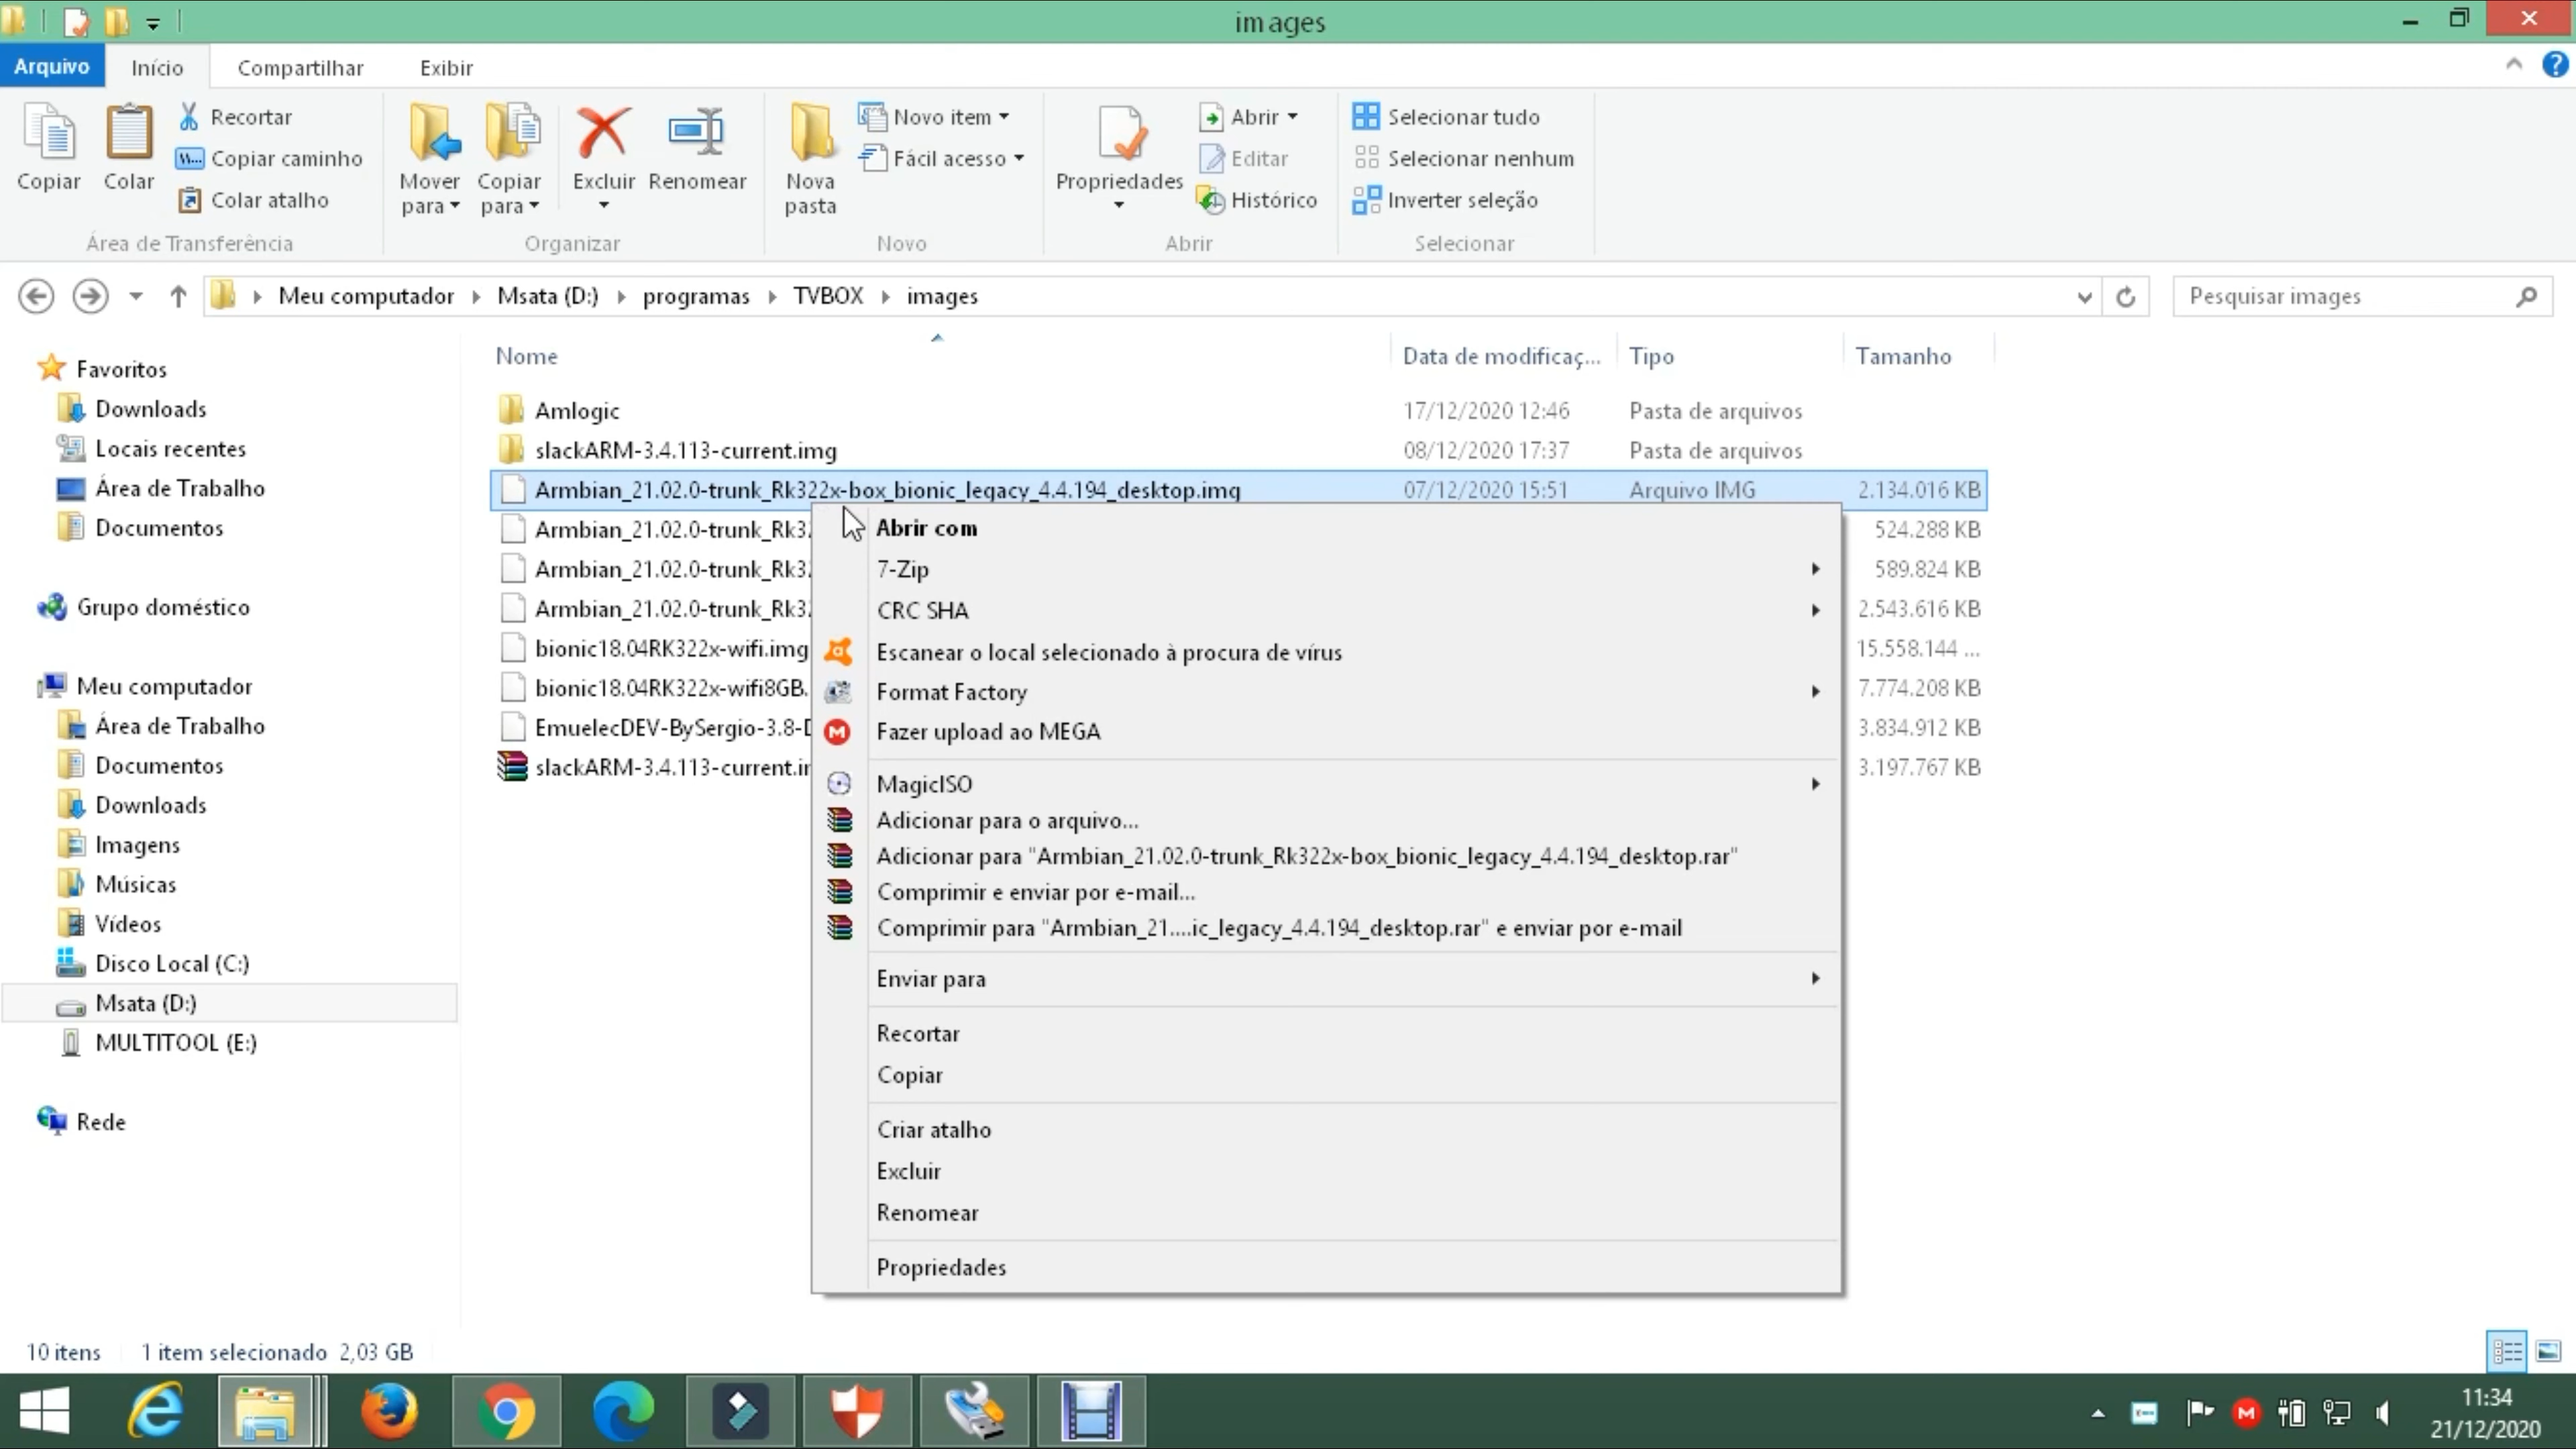 images
Arquivo Início Compartilhar Exibir
Copiar Colar Recortar Copiar caminho Colar atalho
Mover para Copiar para Excluir Renomear
Nova pasta Novo item Fácil acesso
Propriedades Abrir Editar Histórico
Selecionar tudo Selecionar nenhum Inverter seleção
Área de Transferência Organizar Novo Abrir Selecionar
Meu computador Msata (D:) programas TVBOX images
Pesquisar images
Favoritos
Downloads
Locais recentes
Área de Trabalho
Documentos
Grupo doméstico
Meu computador
Área de Trabalho
Documentos
Downloads
Imagens
Músicas
Vídeos
Disco Local (C:)
Msata (D:)
MULTITOOL (E:)
Rede
Nome Data de modificaç... Tipo Tamanho
Amlogic 17/12/2020 12:46 Pasta de arquivos
slackARM-3.4.113-current.img 08/12/2020 17:37 Pasta de arquivos
Armbian_21.02.0-trunk_Rk322x-box_bionic_legacy_4.4.194_desktop.img 07/12/2020 15:51 Arquivo IMG 2.134.016 KB
Armbian_21.02.0-trunk_Rk32 524.288 KB
Armbian_21.02.0-trunk_Rk3 589.824 KB
Armbian_21.02.0-trunk_Rk3 2.543.616 KB
bionic18.04RK322x-wifi.img 15.558.144 ...
bionic18.04RK322x-wifi8GB. 7.774.208 KB
EmuelecDEV-BySergio-3.8- 3.834.912 KB
slackARM-3.4.113-current.i 3.197.767 KB
Abrir com
7-Zip
CRC SHA
Escanear o local selecionado à procura de vírus
Format Factory
Fazer upload ao MEGA
MagicISO
Adicionar para o arquivo...
Adicionar para "Armbian_21.02.0-trunk_Rk322x-box_bionic_legacy_4.4.194_desktop.rar"
Comprimir e enviar por e-mail...
Comprimir para "Armbian_21....ic_legacy_4.4.194_desktop.rar" e enviar por e-mail
Enviar para
Recortar
Copiar
Criar atalho
Excluir
Renomear
Propriedades
10 itens 1 item selecionado 2,03 GB
11:34
21/12/2020